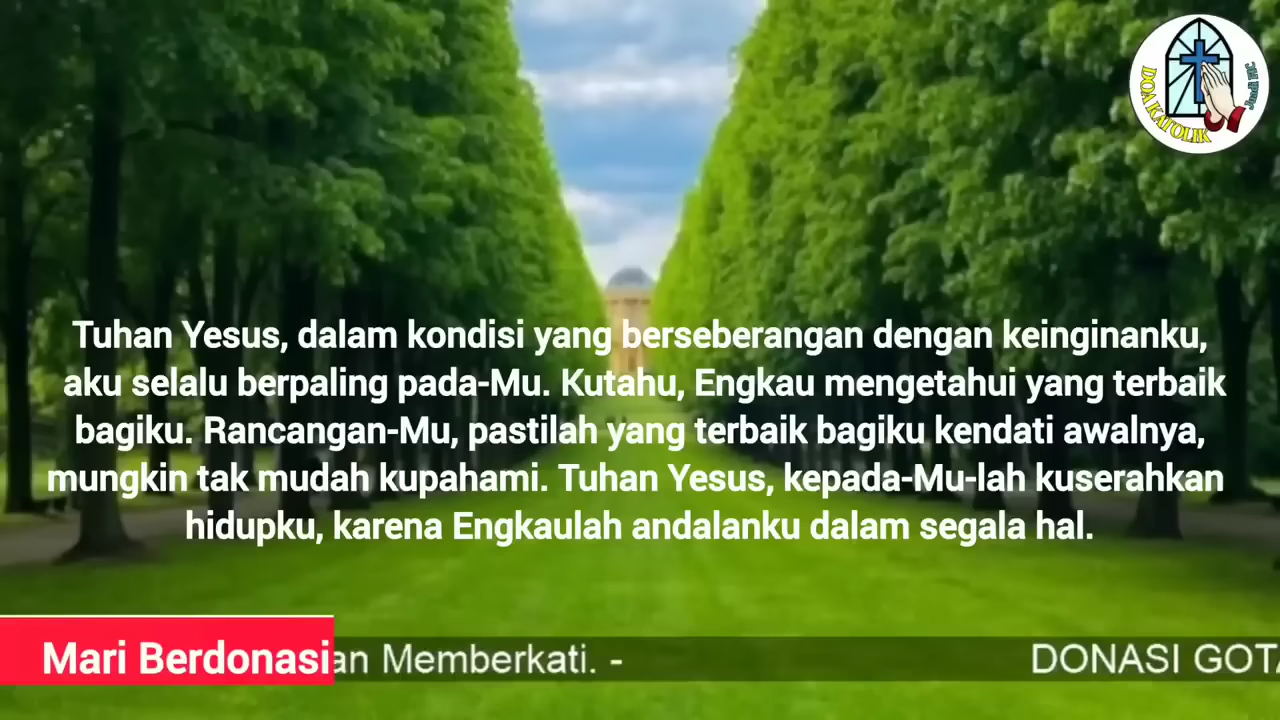 DOA KATOLIK
Tuhan Yesus, dalam kondisi yang berseberangan dengan keinginanku,
aku selalu berpaling pada-Mu. Kutahu, Engkau mengetahui yang terbaik
bagiku. Rancangan-Mu, pastilah yang terbaik bagiku kendati awalnya,
mungkin tak mudah kupahami. Tuhan Yesus, kepada-Mu-lah kuserahkan
hidupku, karena Engkaulah andalanku dalam segala hal.
Mari Berdonasi
an Memberkati. - DONASI GOTA